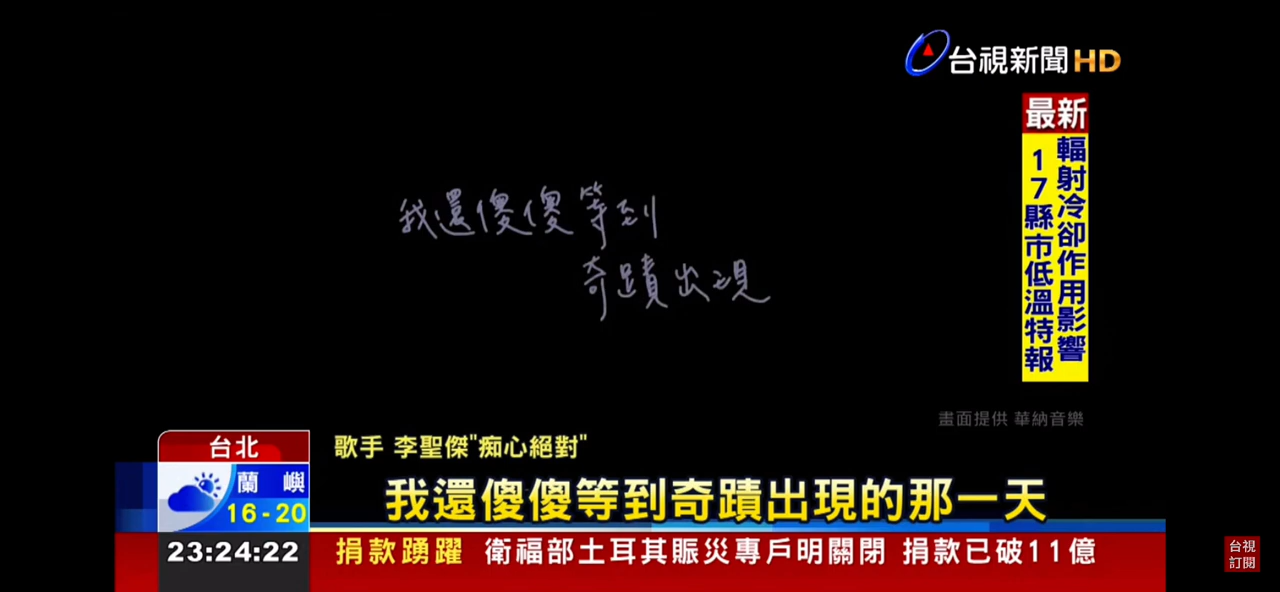 台視新聞HD
最新
輻射冷卻作用影響
17縣市低溫特報
我還傻傻等到
奇蹟出現
畫面提供 華納音樂
台北
歌手 李聖傑"痴心絕對"
蘭嶼
16-20
我還傻傻等到奇蹟出現的那一天
23:24:22
捐款踴躍 衛福部土耳其賑災專戶明關閉 捐款已破11億
台視
訂閱